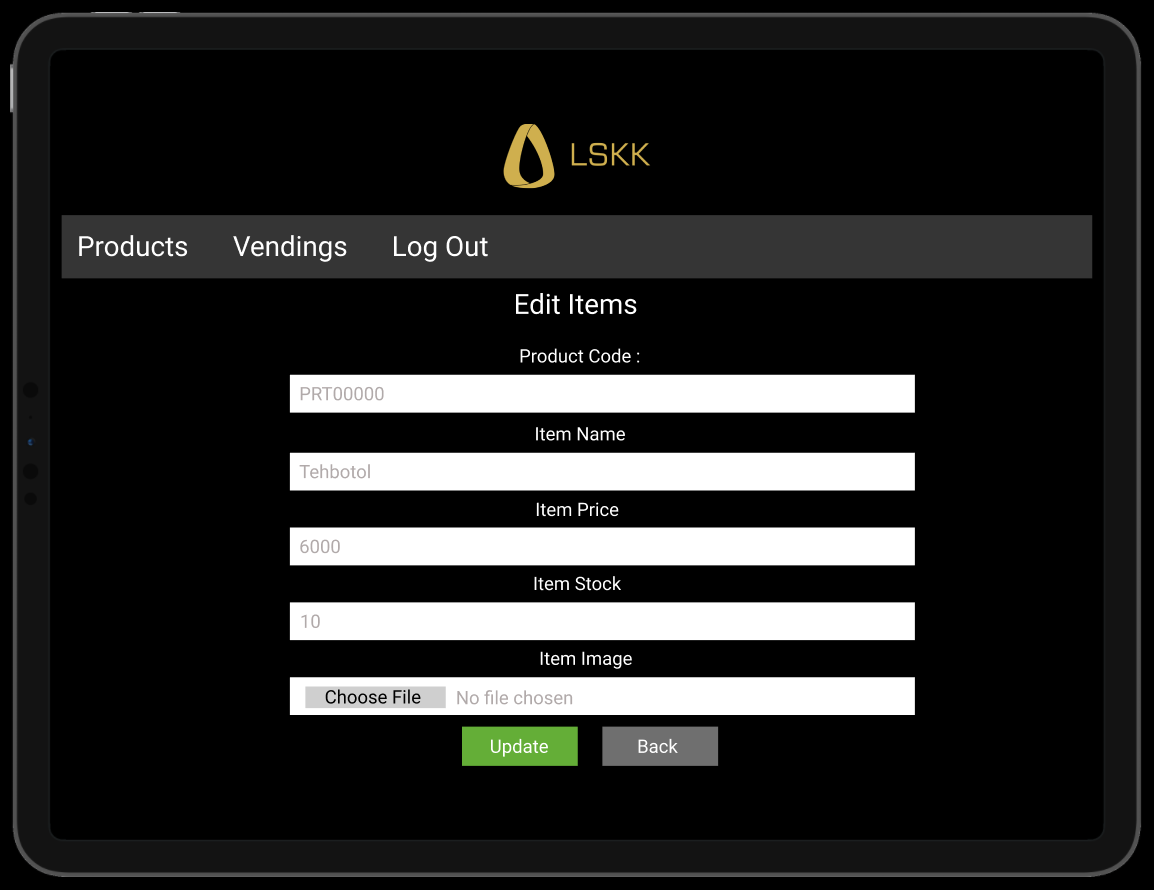 LSKK
Products Vendings Log Out
Edit Items
Product Code :
PRT00000
Item Name
Tehbotol
Item Price
6000
Item Stock
10
Item Image
Choose File No file chosen
Update Back